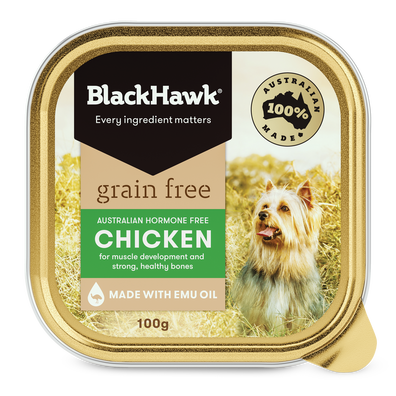 BlackHawk®
Every ingredient matters
AUSTRALIAN
100%
MADE
grain free
AUSTRALIAN HORMONE FREE
CHICKEN
for muscle development and
strong, healthy bones
MADE WITH EMU OIL
100g